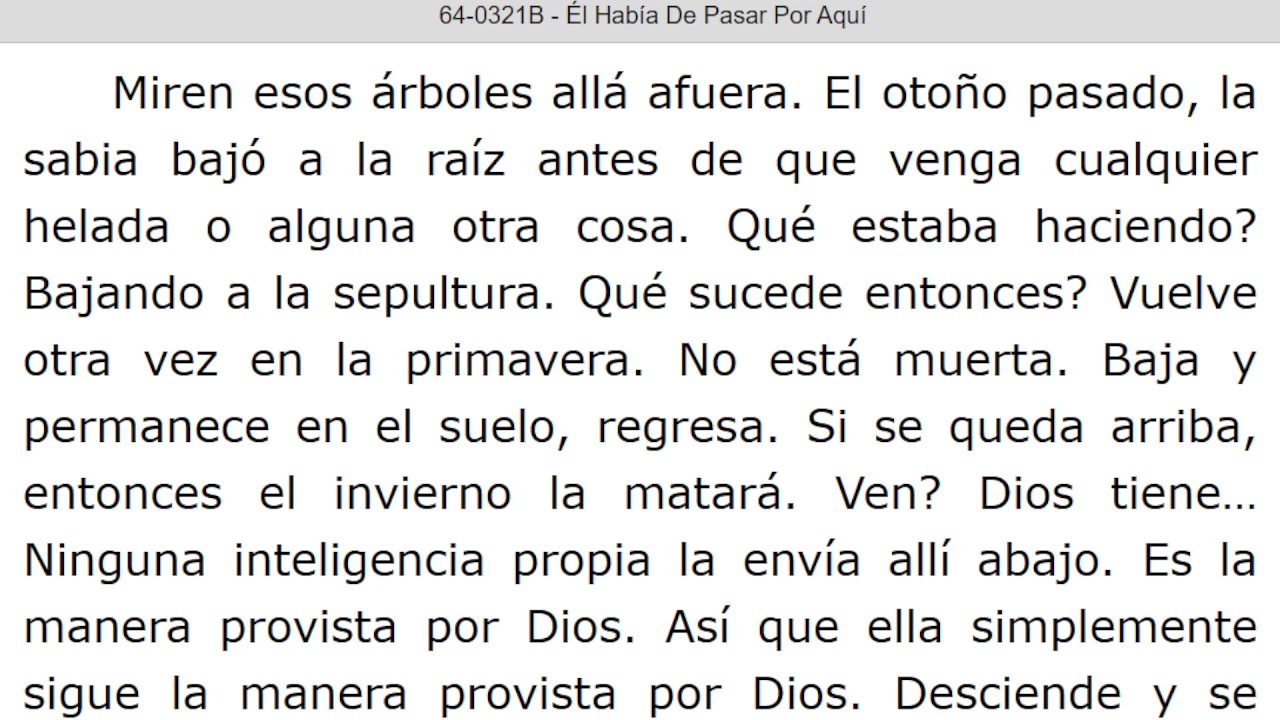 64-0321B - Él Había De Pasar Por Aquí
Miren esos árboles allá afuera. El otoño pasado, la
sabia bajó a la raíz antes de que venga cualquier
helada o alguna otra cosa. Qué estaba haciendo?
Bajando a la sepultura. Qué sucede entonces? Vuelve
otra vez en la primavera. No está muerta. Baja y
permanece en el suelo, regresa. Si se queda arriba,
entonces el invierno la matará. Ven? Dios tiene...
Ninguna inteligencia propia la envía allí abajo. Es la
manera provista por Dios. Así que ella simplemente
sigue la manera provista por Dios. Desciende y se